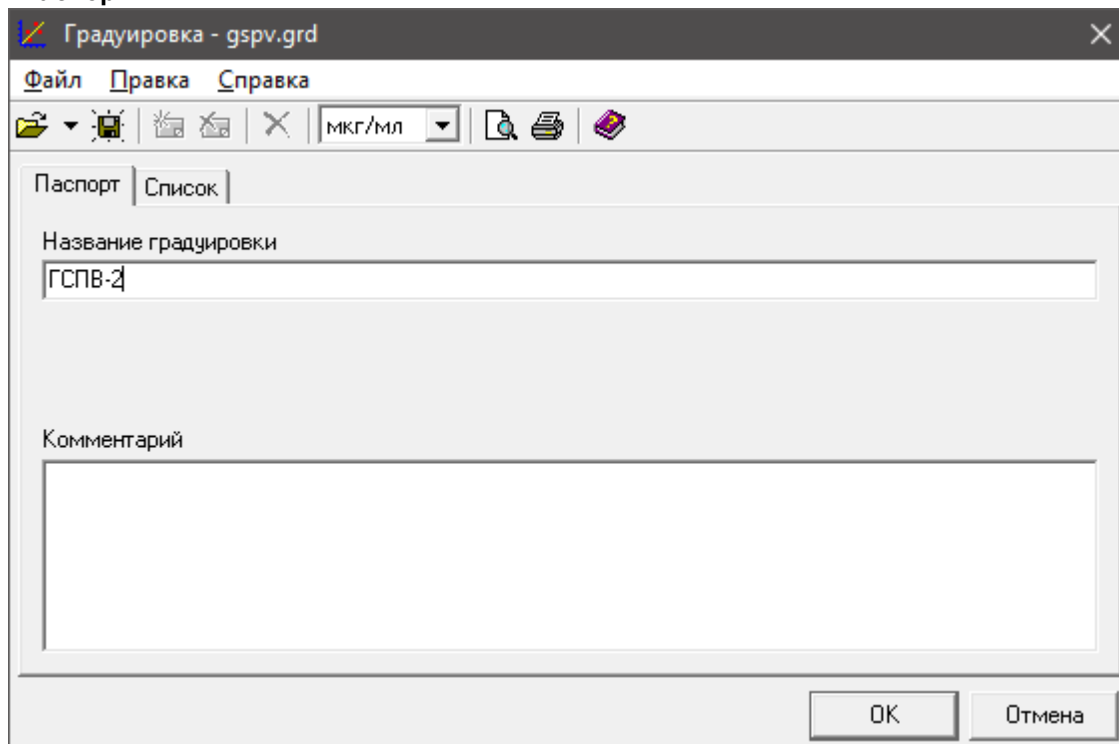 Градуировка - gspv.grd
Файл Правка Справка
мкг/мл
Паспорт Список
Название градуировки
ГСПВ-2
Комментарий
OK Отмена